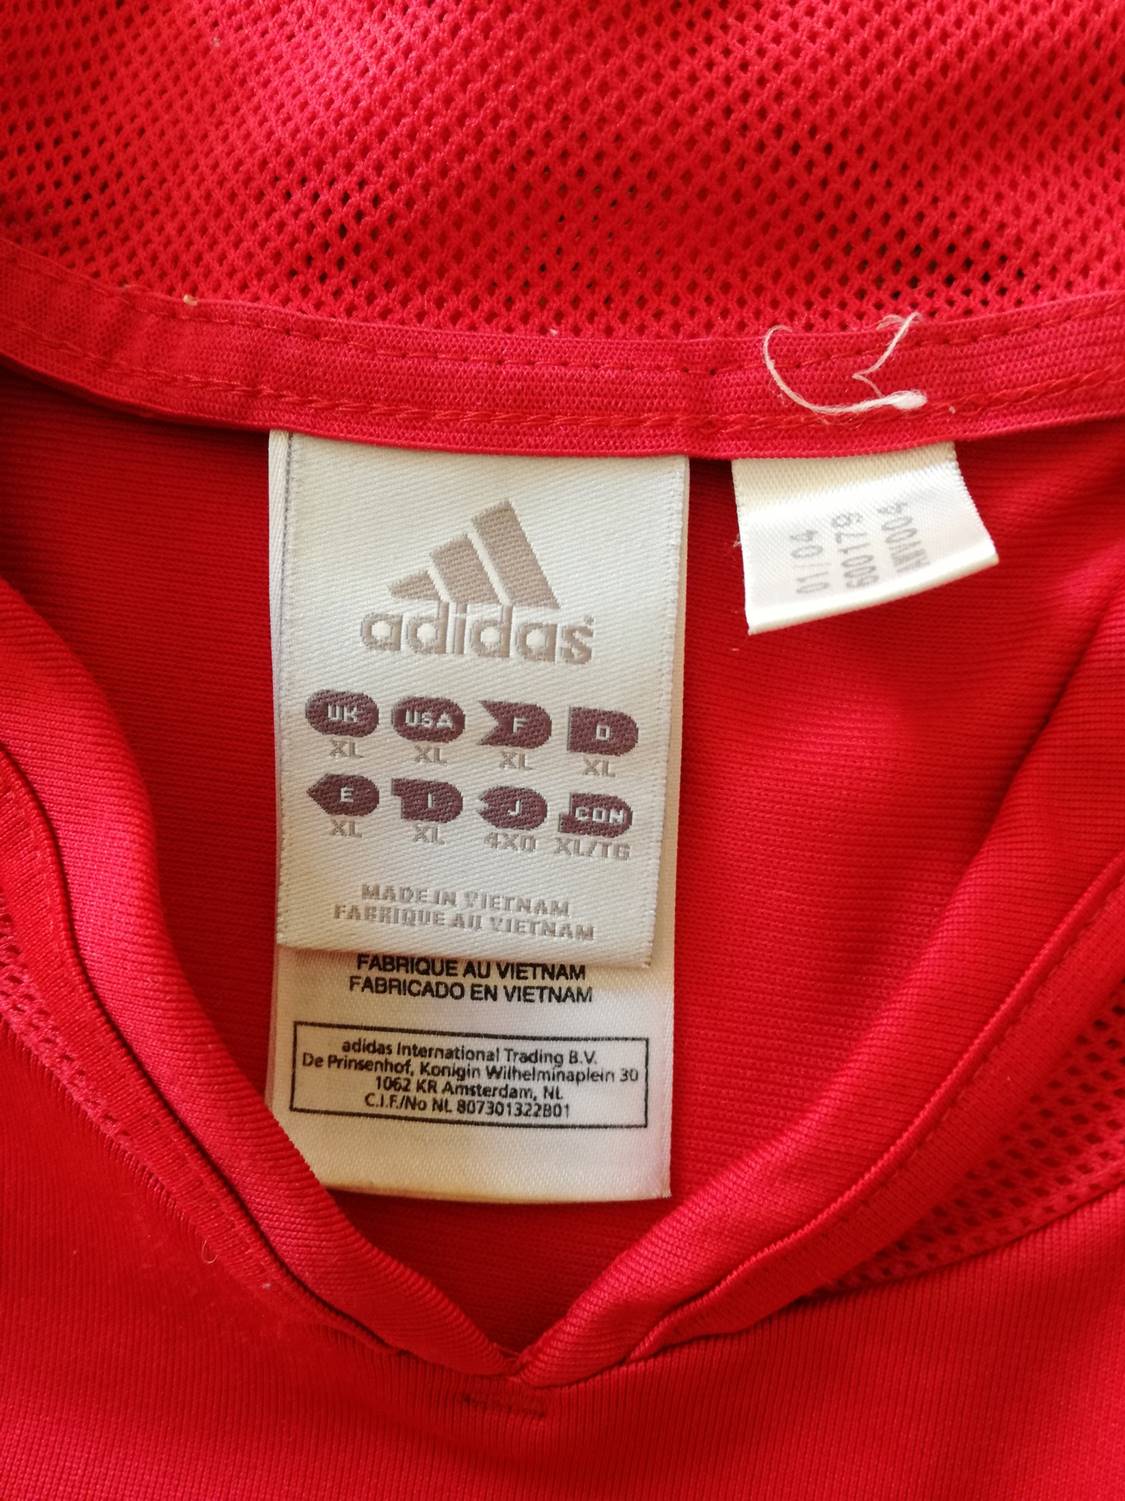 adidas®
UK USA F D
XL XL XL XL
E I J CDN
XL XL 4XO XL/TG
MADE IN VIETNAM
FABRIQUE AU VIETNAM
FABRIQUE AU VIETNAM
FABRICADO EN VIETNAM
adidas International Trading B.V.
De Prinsenhof, Konigin Wilhelminaplein 30
1062 KR Amsterdam, NL
C.I.F./No NL 807301322B01
01/04
600179